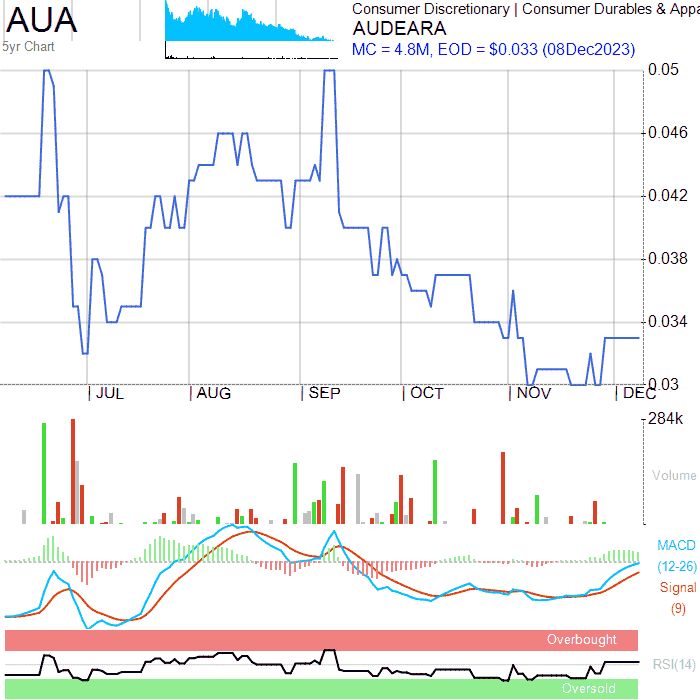 AUA
5yr Chart
Consumer Discretionary | Consumer Durables & Appa
AUDEARA
MC = 4.8M, EOD = $0.033 (08Dec2023)
0.05
0.046
0.042
0.038
0.034
0.03
JUL AUG SEP OCT NOV DEC
284k
Volume
MACD
(12-26)
Signal
(9)
Overbought
RSI(14)
Oversold